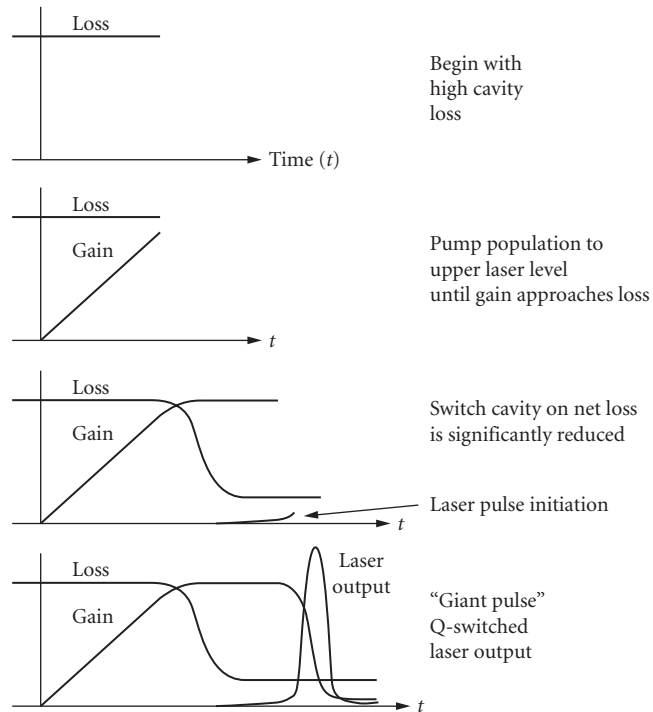 Loss
Begin with
high cavity
loss
Time (t)
Loss
Gain
Pump population to
upper laser level
until gain approaches loss
t
Loss
Gain
Switch cavity on net loss
is significantly reduced
Laser pulse initiation
t
Loss
Gain
Laser
output
“Giant pulse”
Q-switched
laser output
t